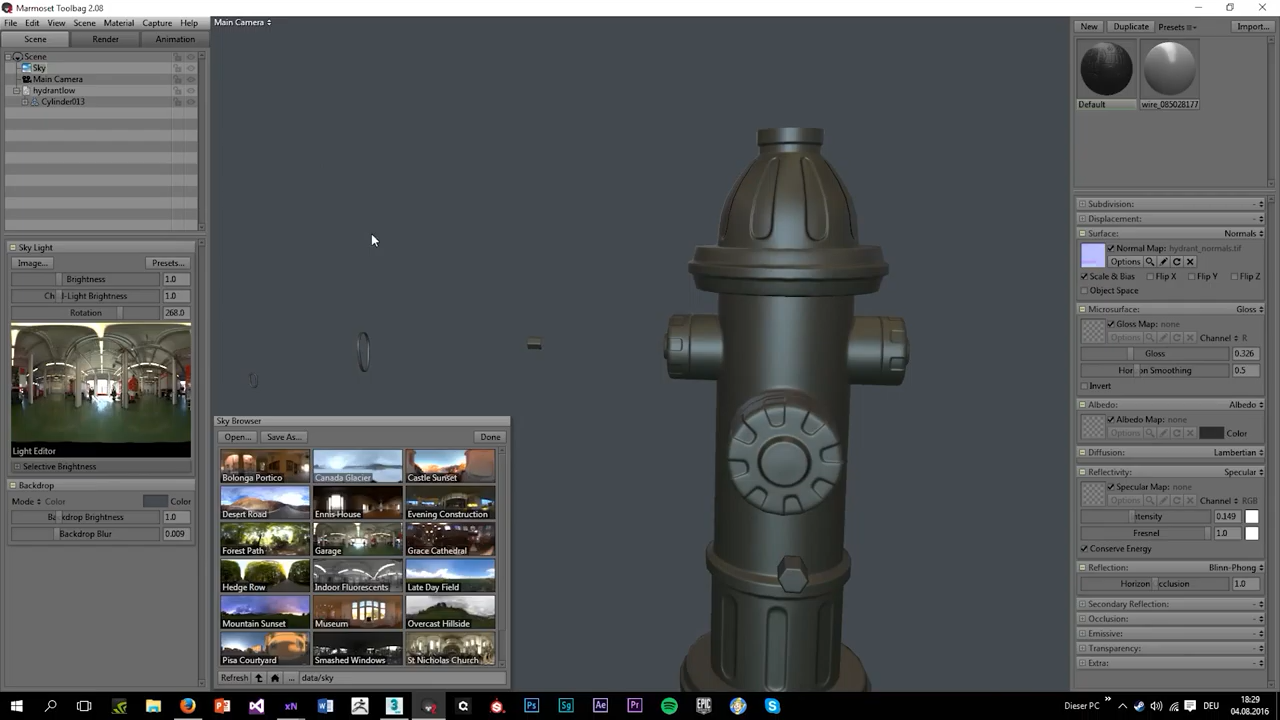 Marmoset Toolbag 2.08
File Edit View Scene Material Capture Help
Scene Render Animation
Scene
Sky
Main Camera
hydrantlow
Cylinder013
Sky Light
Image... Presets...
Brightness 1.0
1.0
Rotation 268.0
Light Editor
Selective Brightness
Backdrop
Mode Color Color
1.0
Backdrop Blur 0.009
Main Camera
Sky Browser
Open... Save As... Done
Bolonga Portico Canada Glacier Castle Sunset
Desert Road Ennis House Evening Construction
Forest Path Garage Grace Cathedral
Hedge Row Indoor Fluorescents Late Day Field
Mountain Sunset Museum Overcast Hillside
Pisa Courtyard Smashed Windows St Nicholas Church
Refresh ... data/sky
New Duplicate Presets Import...
Default wire_085028177
Subdivision: -
Displacement: -
Surface: Normals
Normal Map: hydrant_normals.tif
Options
Scale & Bias Flip X Flip Y Flip Z
Object Space
Microsurface: Gloss
Gloss Map: none
Options Channel R
Gloss 0.326
Smoothing 0.5
Invert
Albedo: Albedo
Albedo Map: none
Options Color
Diffusion: Lambertian
Reflectivity: Specular
Specular Map: none
Options Channel RGB
Intensity 0.149
Fresnel 1.0
Conserve Energy
Reflection: Blinn-Phong
Horizon 1.0
Secondary Reflection: -
Occlusion: -
Emissive: -
Transparency: -
Extra: -
Dieser PC DEU 18:29
04.08.2016